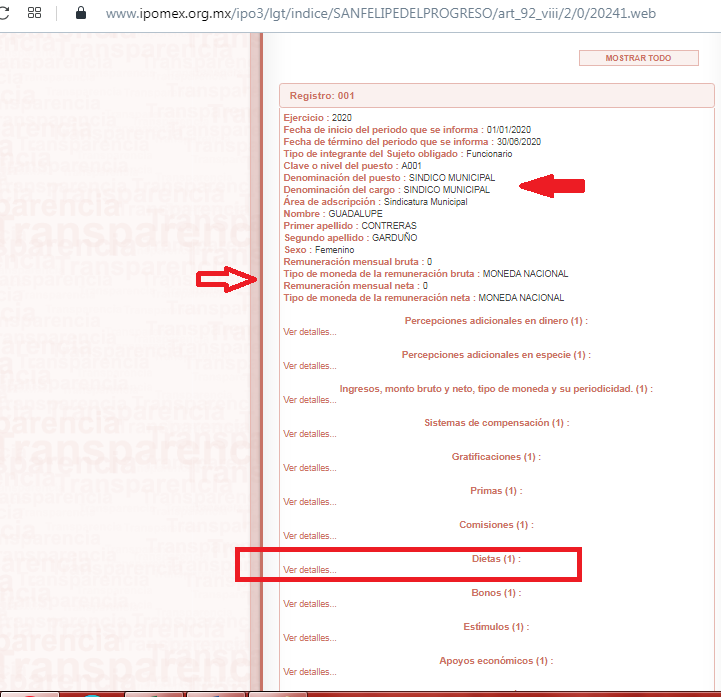 www.ipomex.org.mx/ipo3/lgt/indice/SANFELIPEDELPROGRESO/art_92_viii/2/0/20241.web
MOSTRAR TODO
Registro: 001
Ejercicio : 2020
Fecha de inicio del periodo que se informa : 01/01/2020
Fecha de término del periodo que se informa : 30/06/2020
Tipo de integrante del Sujeto obligado : Funcionario
Clave o nivel del puesto : A001
Denominación del puesto : SINDICO MUNICIPAL
Denominación del cargo : SINDICO MUNICIPAL
Área de adscripción : Sindicatura Municipal
Nombre : GUADALUPE
Primer apellido : CONTRERAS
Segundo apellido : GARDUÑO
Sexo : Femenino
Remuneración mensual bruta : 0
Tipo de moneda de la remuneración bruta : MONEDA NACIONAL
Remuneración mensual neta : 0
Tipo de moneda de la remuneración neta : MONEDA NACIONAL
Percepciones adicionales en dinero (1) :
Ver detalles...
Percepciones adicionales en especie (1) :
Ver detalles...
Ingresos, monto bruto y neto, tipo de moneda y su periodicidad. (1) :
Ver detalles...
Sistemas de compensación (1) :
Ver detalles...
Gratificaciones (1) :
Ver detalles...
Primas (1) :
Ver detalles...
Comisiones (1) :
Ver detalles...
Dietas (1) :
Ver detalles...
Bonos (1) :
Ver detalles...
Estímulos (1) :
Ver detalles...
Apoyos económicos (1) :
Ver detalles...